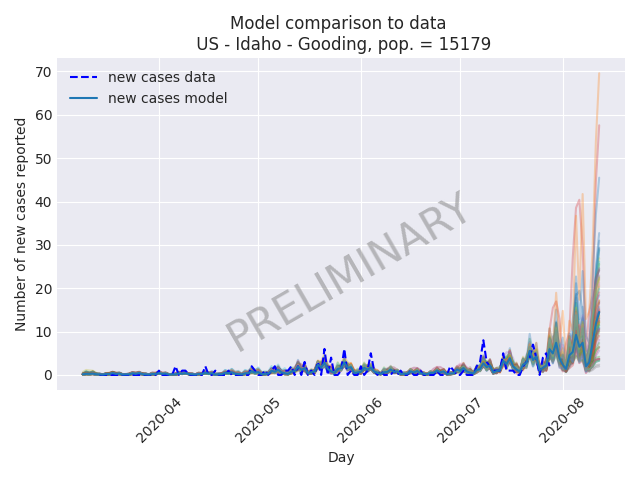 Model comparison to data
US - Idaho - Gooding, pop. = 15179
Number of new cases reported
70
60
50
40
30
20
10
0
new cases data
new cases model
PRELIMINARY
2020-04
2020-05
2020-06
2020-07
2020-08
Day